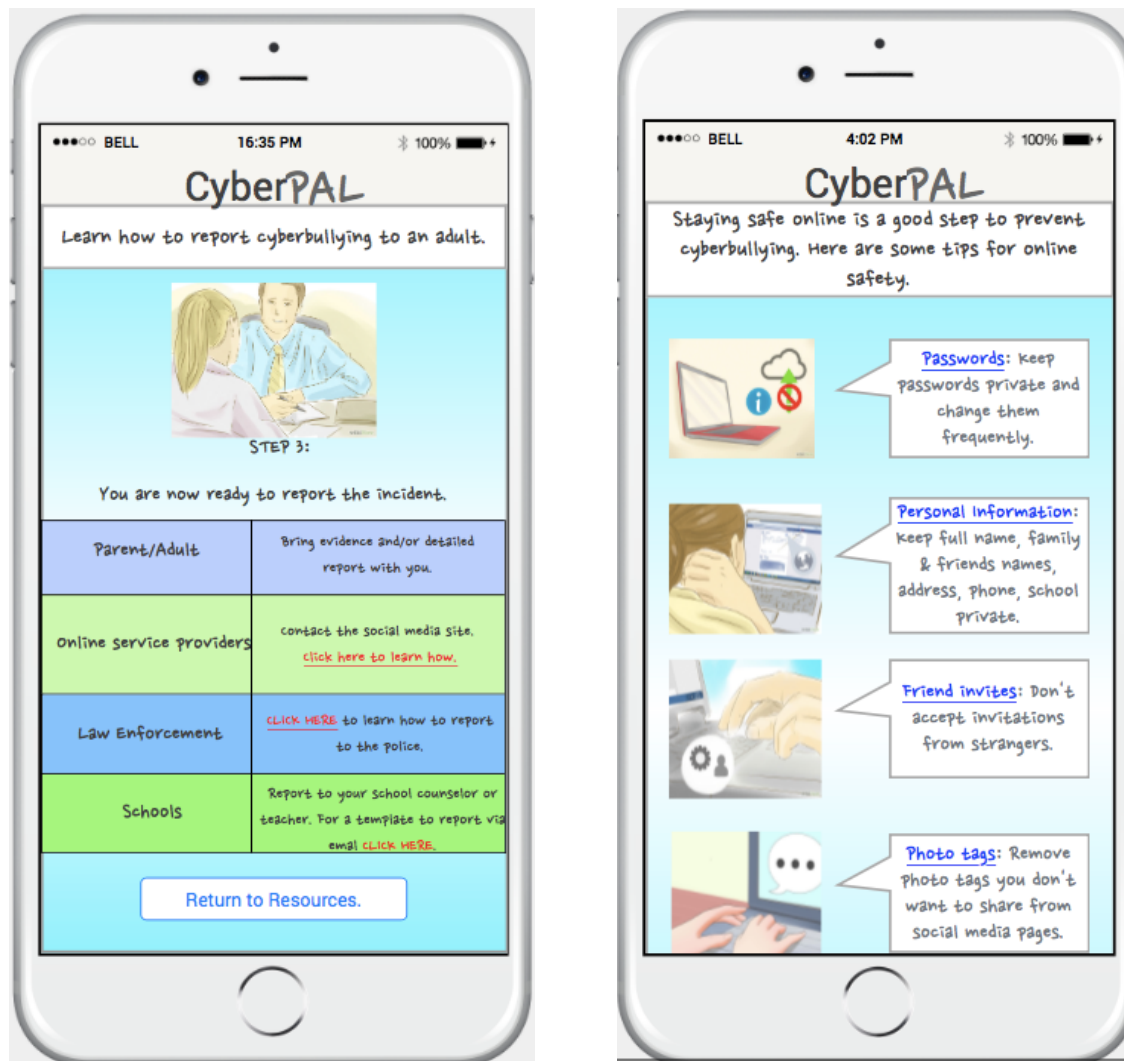 BELL 16:35 PM 100%
CyberPAL
Learn how to report cyberbullying to an adult.
STEP 3:
You are now ready to report the incident.
Parent/Adult
Bring evidence and/or detailed
report with you.
Online service providers
Contact the social media site.
Click here to learn how.
Law Enforcement
CLICK HERE to learn how to report
to the police.
Schools
Report to your school counselor or
teacher. For a template to report via
emal CLICK HERE.
Return to Resources.
BELL 4:02 PM 100%
CyberPAL
Staying safe online is a good step to prevent
cyberbullying. Here are some tips for online
safety.
Passwords: Keep
passwords private and
change them
frequently.
Personal Information:
Keep full name, family
& friends names,
address, phone, school
private.
Friend invites: Don't
accept invitations
from strangers.
Photo tags: Remove
photo tags you don't
want to share from
social media pages.